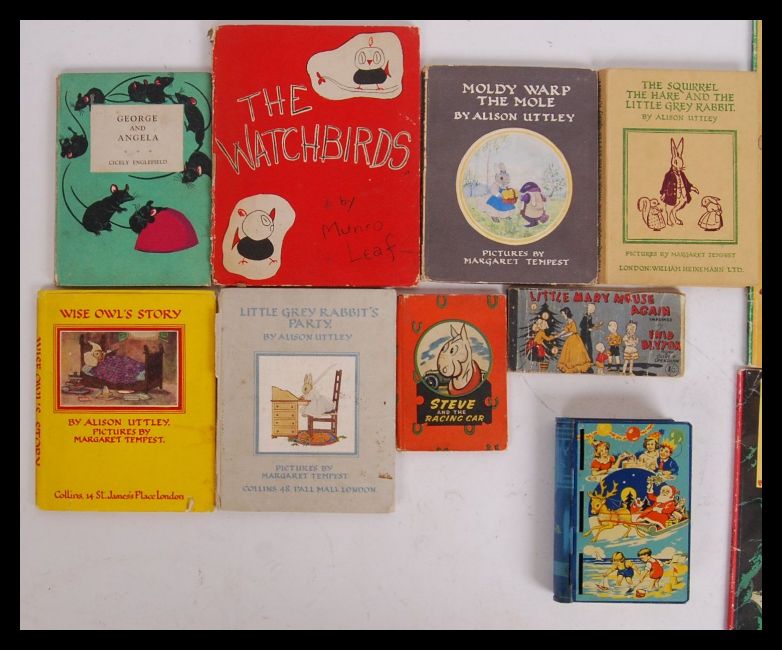 GEORGE
AND
ANGELA
CICELY ENGLEFIELD
THE
WATCHBIRDS
by
Munro
Leaf
MOLDY WARP
THE MOLE
BY ALISON UTTLEY
PICTURES BY
MARGARET TEMPEST
THE SQUIRREL
THE HARE AND THE
LITTLE GREY RABBIT.
BY ALISON UTTLEY
PICTURES BY MARGARET TEMPEST
LONDON: WILLIAM HEINEMANN LTD.
WISE OWL'S STORY
WISE OWL'S STORY
BY ALISON UTTLEY.
PICTURES BY
MARGARET TEMPEST.
Collins, 14 St. James's Place London
LITTLE GREY RABBIT'S
PARTY.
BY ALISON UTTLEY
PICTURES BY
MARGARET TEMPEST
COLLINS 48, PALL MALL LONDON
STEVE
AND THE
RACING CAR
LITTLE MARY MOUSE
AGAIN
ENID
BLYTON